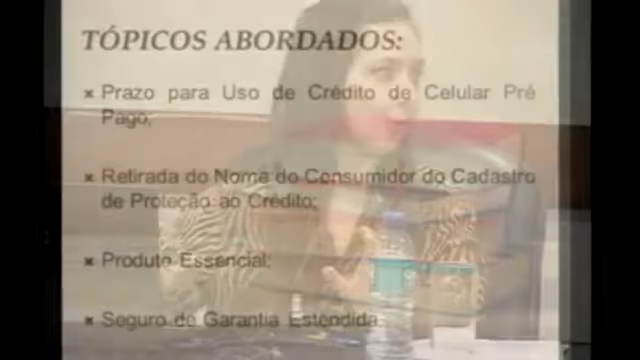 TÓPICOS ABORDADOS:
× Prazo para Uso de Crédito de Celular Pré
Pago;
× Retirada do Nome do Consumidor do Cadastro
de Proteção ao Crédito;
× Produto Essencial;
× Seguro de Garantia Estendida.